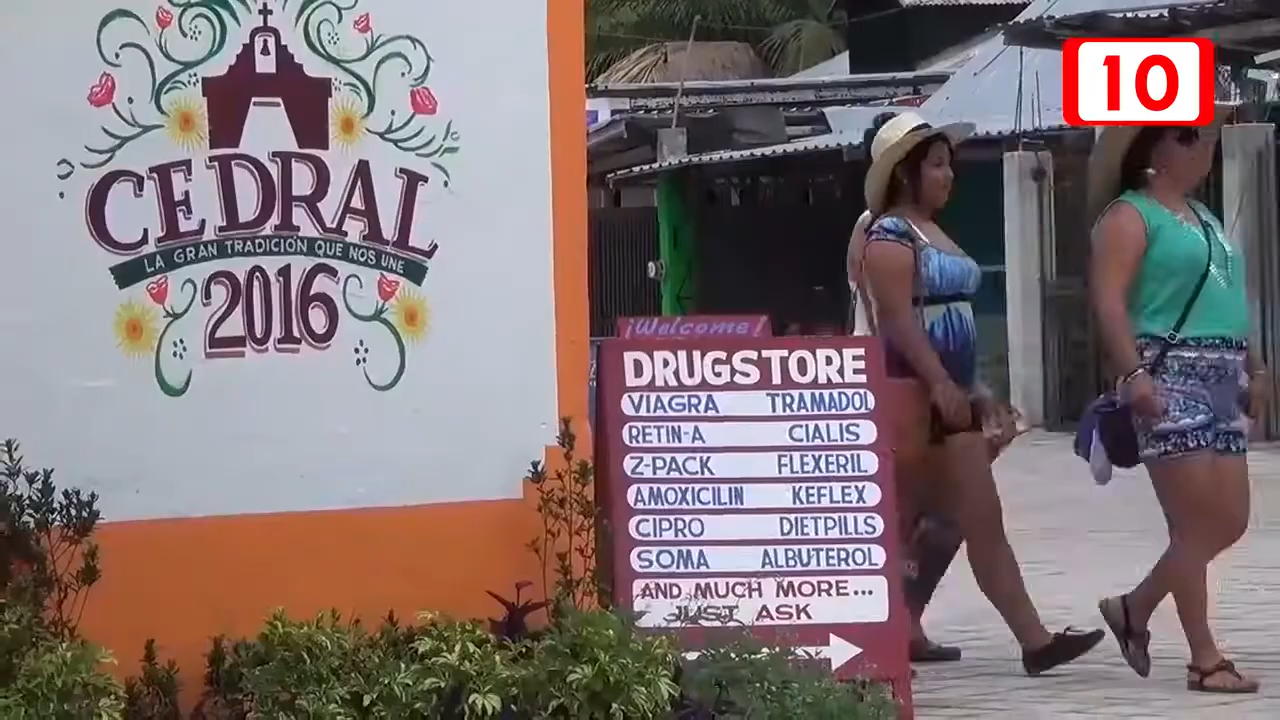 CEDRAL
LA GRAN TRADICIÓN QUE NOS UNE
2016
10
¡Welcome!
DRUGSTORE
VIAGRA TRAMADOL
RETIN-A CIALIS
Z-PACK FLEXERIL
AMOXICILIN KEFLEX
CIPRO DIETPILLS
SOMA ALBUTEROL
AND MUCH MORE...
JUST ASK